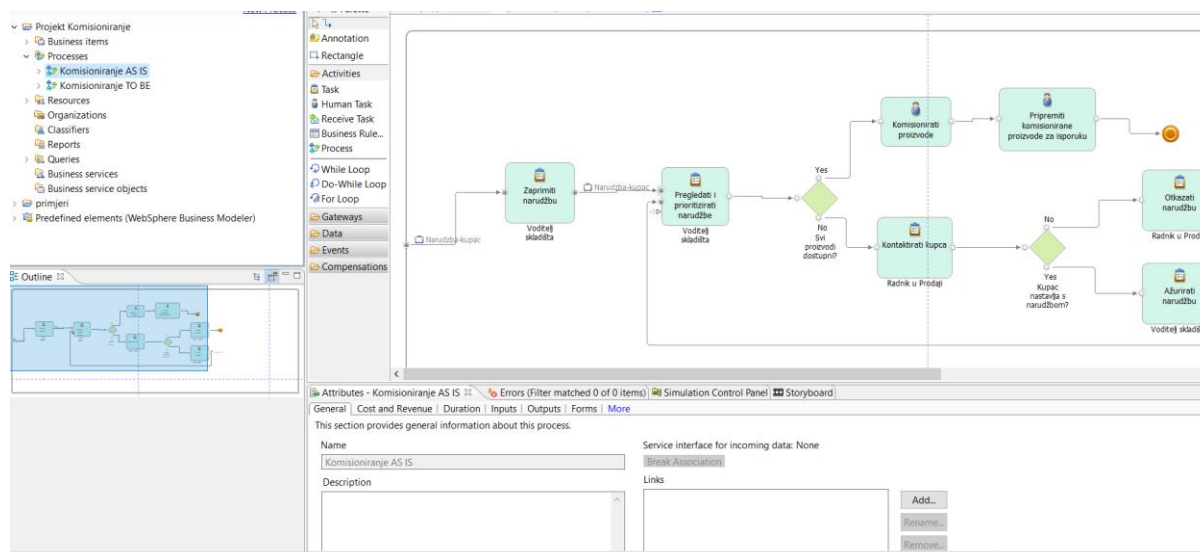 Projekt Komisioniranje
Business items
Processes
Komisioniranje AS IS
Komisioniranje TO BE
Resources
Organizations
Classifiers
Reports
Queries
Business services
Business service objects
primjeri
Predefined elements (WebSphere Business Modeler)
Outline
Annotation
Rectangle
Activities
Task
Human Task
Receive Task
Business Rule...
Process
While Loop
Do-While Loop
For Loop
Gateways
Data
Events
Compensations
Narudzba-kupac
Zaprimiti
narudžbu
Voditelj
skladišta
Narudzba-kupac
Pregledati i
prioritizirati
narudžbe
Voditelj
skladišta
Yes
No
Svi
proizvodi
dostupni?
Komisionirati
proizvode
Pripremiti
komisionirane
proizvode za isporuku
Kontaktirati kupca
Radnik u Prodaji
No
Yes
Kupac
nastavlja s
narudžbom?
Otkazati
narudžbu
Radnik u Prod
Ažurirati
narudžbu
Voditelj skladi
Attributes - Komisioniranje AS IS
Errors (Filter matched 0 of 0 items)
Simulation Control Panel
Storyboard
General
Cost and Revenue
Duration
Inputs
Outputs
Forms
More
This section provides general information about this process.
Name
Komisioniranje AS IS
Description
Service interface for incoming data: None
Break Association
Links
Add...
Rename...
Remove...